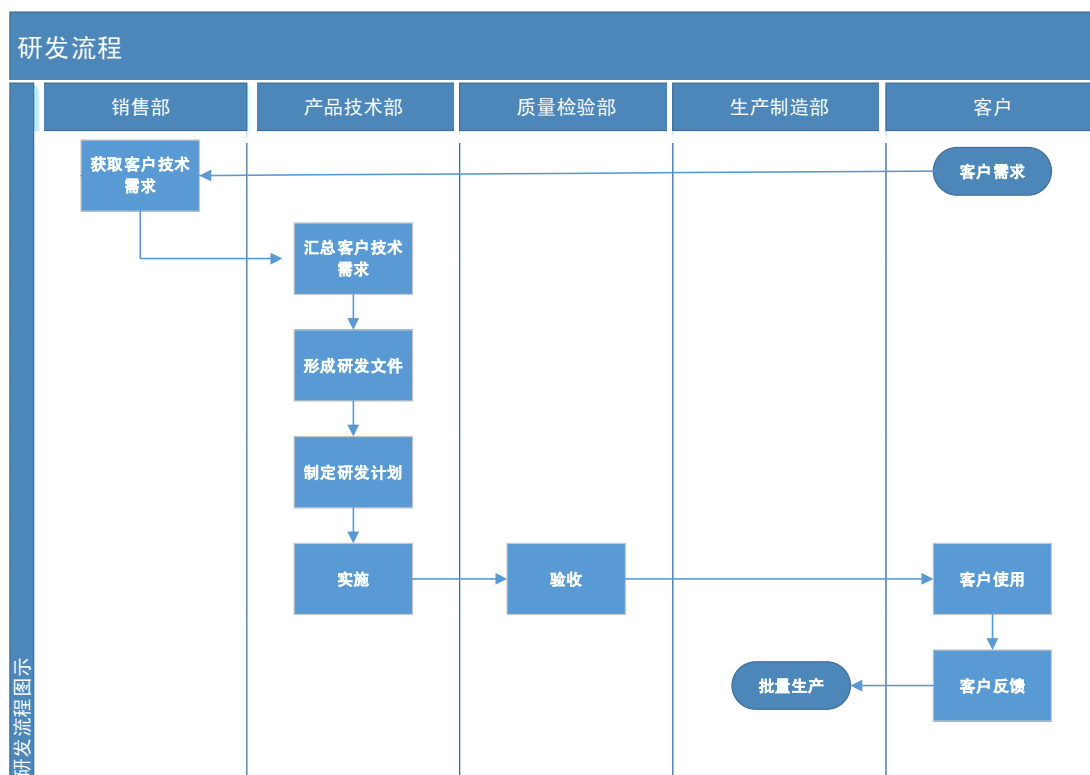 研发流程
销售部
产品技术部
质量检验部
生产制造部
客户
获取客户技术
需求
客户需求
汇总客户技术
需求
形成研发文件
制定研发计划
实施
验收
客户使用
批量生产
客户反馈
研发流程图示